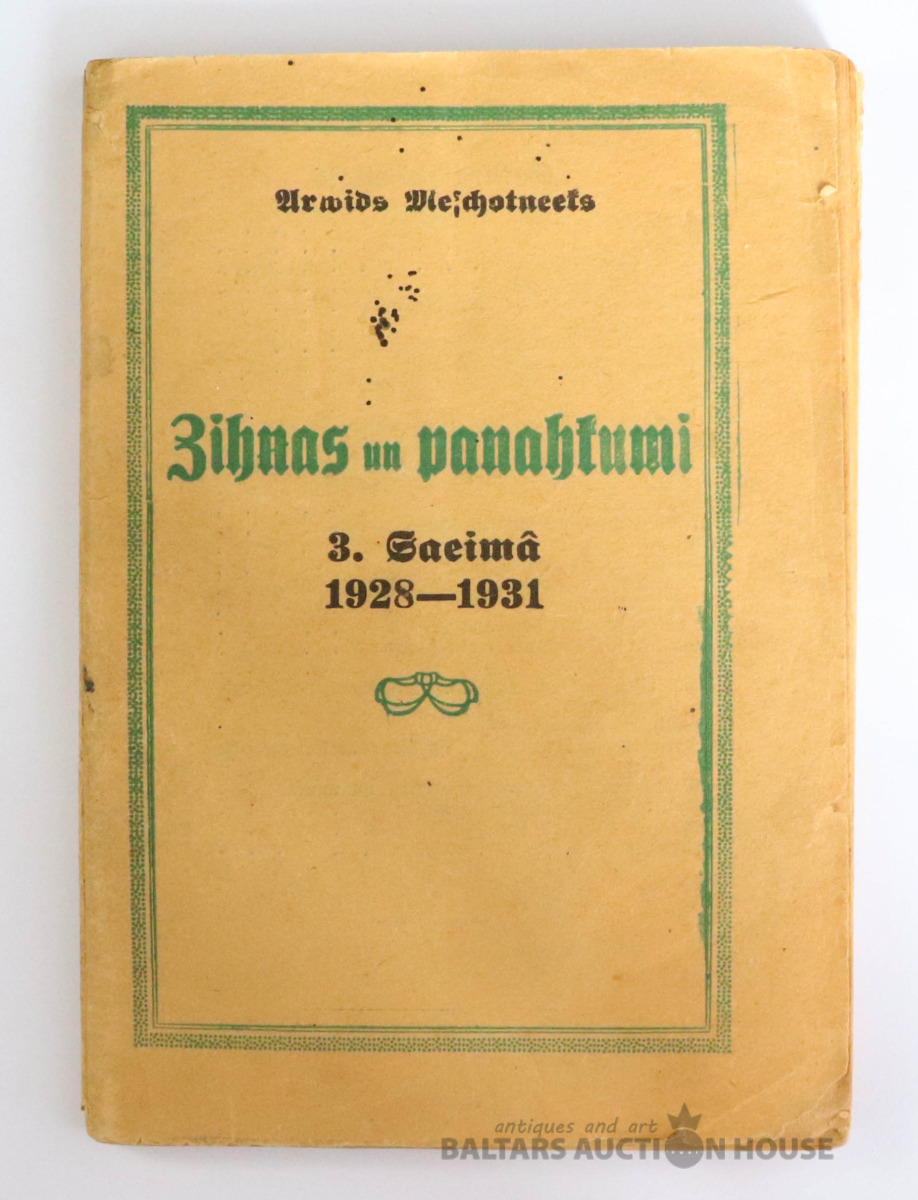 Arwids Meschotneeks
Zihnas un panahkumi
3. Saeimâ
1928—1931
antiques and art
BALTARS AUCTION HOUSE